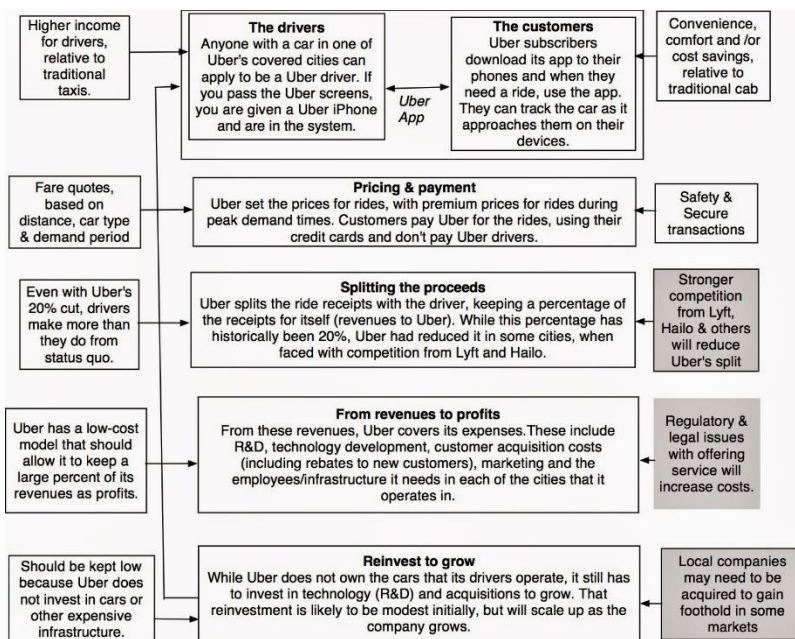 Higher income
for drivers,
relative to
traditional
taxis.
The drivers
Anyone with a car in one of
Uber's covered cities can
apply to be a Uber driver. If
you pass the Uber screens,
you are given a Uber iPhone
and are in the system.
Uber
App
The customers
Uber subscribers
download its app to their
phones and when they
need a ride, use the app.
They can track the car as it
approaches them on their
devices.
Convenience,
comfort and /or
cost savings,
relative to
traditional cab
Fare quotes,
based on
distance, car type
& demand period
Pricing & payment
Uber set the prices for rides, with premium prices for rides during
peak demand times. Customers pay Uber for the rides, using their
credit cards and don't pay Uber drivers.
Safety &
Secure
transactions
Even with Uber's
20% cut, drivers
make more than
they do from
status quo.
Splitting the proceeds
Uber splits the ride receipts with the driver, keeping a percentage of
the receipts for itself (revenues to Uber). While this percentage has
historically been 20%, Uber had reduced it in some cities, when
faced with competition from Lyft and Hailo.
Stronger
competition
from Lyft,
Hailo & others
will reduce
Uber's split
Uber has a low-cost
model that should
allow it to keep a
large percent of its
revenues as profits.
From revenues to profits
From these revenues, Uber covers its expenses.These include
R&D, technology development, customer acquisition costs
(including rebates to new customers), marketing and the
employees/infrastructure it needs in each of the cities that it
operates in.
Regulatory &
legal issues
with offering
service will
increase costs.
Should be kept low
because Uber does
not invest in cars or
other expensive
infrastructure.
Reinvest to grow
While Uber does not own the cars that its drivers operate, it still has
to invest in technology (R&D) and acquisitions to grow. That
reinvestment is likely to be modest initially, but will scale up as the
company grows.
Local companies
may need to be
acquired to gain
foothold in some
markets